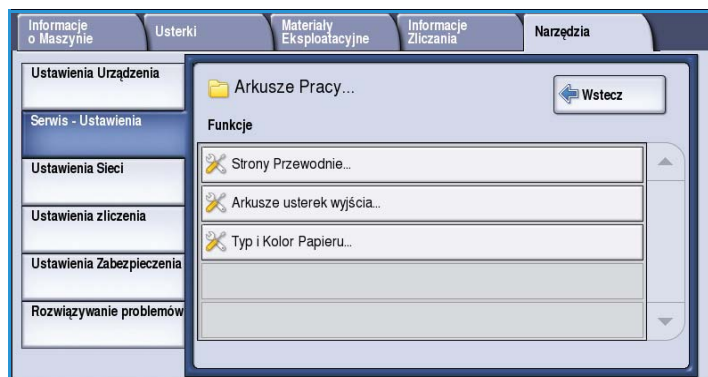 Informacje
o Maszynie
Usterki
Materiały
Eksploatacyjne
Informacje
Zliczania
Narzędzia
Ustawienia Urządzenia
Serwis - Ustawienia
Ustawienia Sieci
Ustawienia zliczenia
Ustawienia Zabezpieczenia
Rozwiązywanie problemów
Arkusze Pracy...
Wstecz
Funkcje
Strony Przewodnie...
Arkusze usterek wyjścia...
Typ i Kolor Papieru...